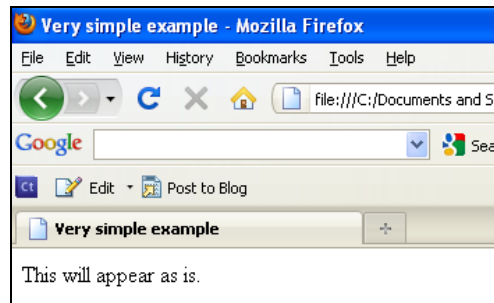 Very simple example - Mozilla Firefox
File Edit View History Bookmarks Tools Help
file:///C:/Documents and S
Google Sea
Ct Edit Post to Blog
Very simple example
This will appear as is.